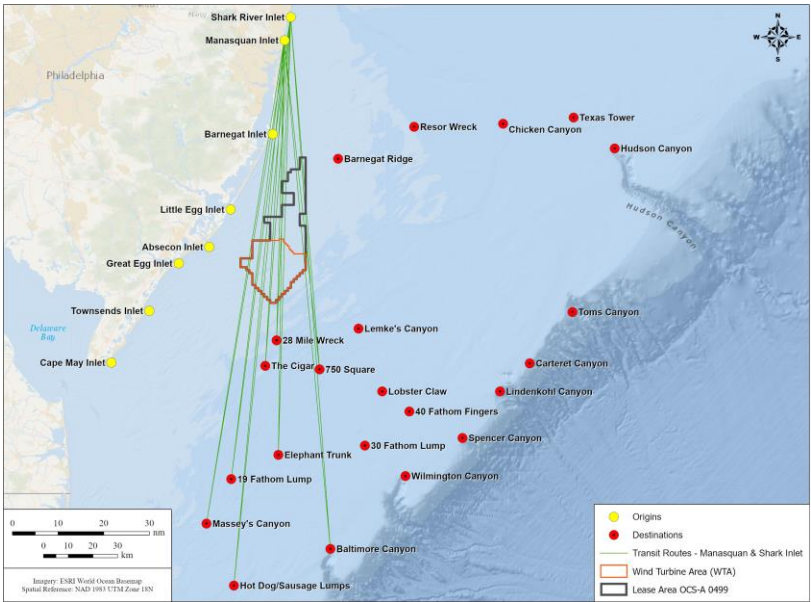 Shark River Inlet
N
W E
S
Manasquan Inlet
Philadelphia
Barnegat Inlet
Resor Wreck
Chicken Canyon
Texas Tower
Hudson Canyon
Barnegat Ridge
Little Egg Inlet
Hudson Canyon
Absecon Inlet
Great Egg Inlet
Townsends Inlet
Toms Canyon
Delaware
Bay
Lemke's Canyon
28 Mile Wreck
Cape May Inlet
The Cigar
750 Square
Carteret Canyon
Lobster Claw
Lindenkohl Canyon
40 Fathom Fingers
Spencer Canyon
30 Fathom Lump
Elephant Trunk
19 Fathom Lump
Wilmington Canyon
Massey's Canyon
Baltimore Canyon
Hot Dog/Sausage Lumps
0 10 20 30
nm
0 10 20 30
km
Imagery: ESRI World Ocean Basemap
Spatial Reference: NAD 1983 UTM Zone 18N
Origins
Destinations
Transit Routes - Manasquan & Shark Inlet
Wind Turbine Area (WTA)
Lease Area OCS-A 0499